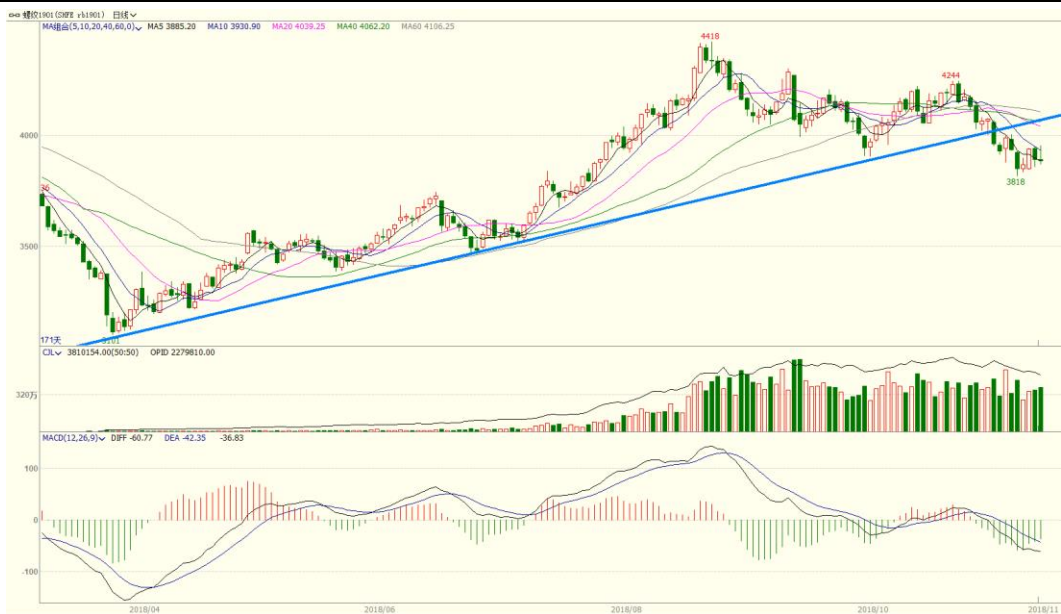 螺纹1901(SHFE rb1901) 日线
MA组合(5,10,20,40,60,0) MA5 3885.20 MA10 3930.90 MA20 4039.25 MA40 4062.20 MA60 4106.25
4418
4244
4000
3818
3500
3101
171天
CJL 3810154.00(50:50) OPID 2279810.00
320万
MACD(12,26,9) DIFF -60.77 DEA -42.35 -36.83
100
0
-100
2018/04 2018/06 2018/08 2018/10 2018/11